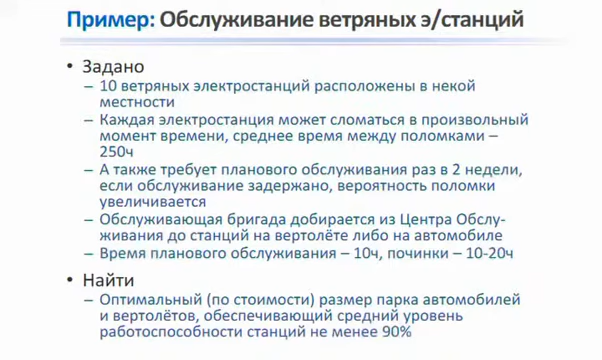 Пример: Обслуживание ветряных э/станций
• Задано
– 10 ветряных электростанций расположены в некой
местности
– Каждая электростанция может сломаться в произвольный
момент времени, среднее время между поломками –
250ч
– А также требует планового обслуживания раз в 2 недели,
если обслуживание задержано, вероятность поломки
увеличивается
– Обслуживающая бригада добирается из Центра Обслу-
живания до станций на вертолёте либо на автомобиле
– Время планового обслуживания – 10ч, починки – 10-20ч
• Найти
– Оптимальный (по стоимости) размер парка автомобилей
и вертолётов, обеспечивающий средний уровень
работоспособности станций не менее 90%